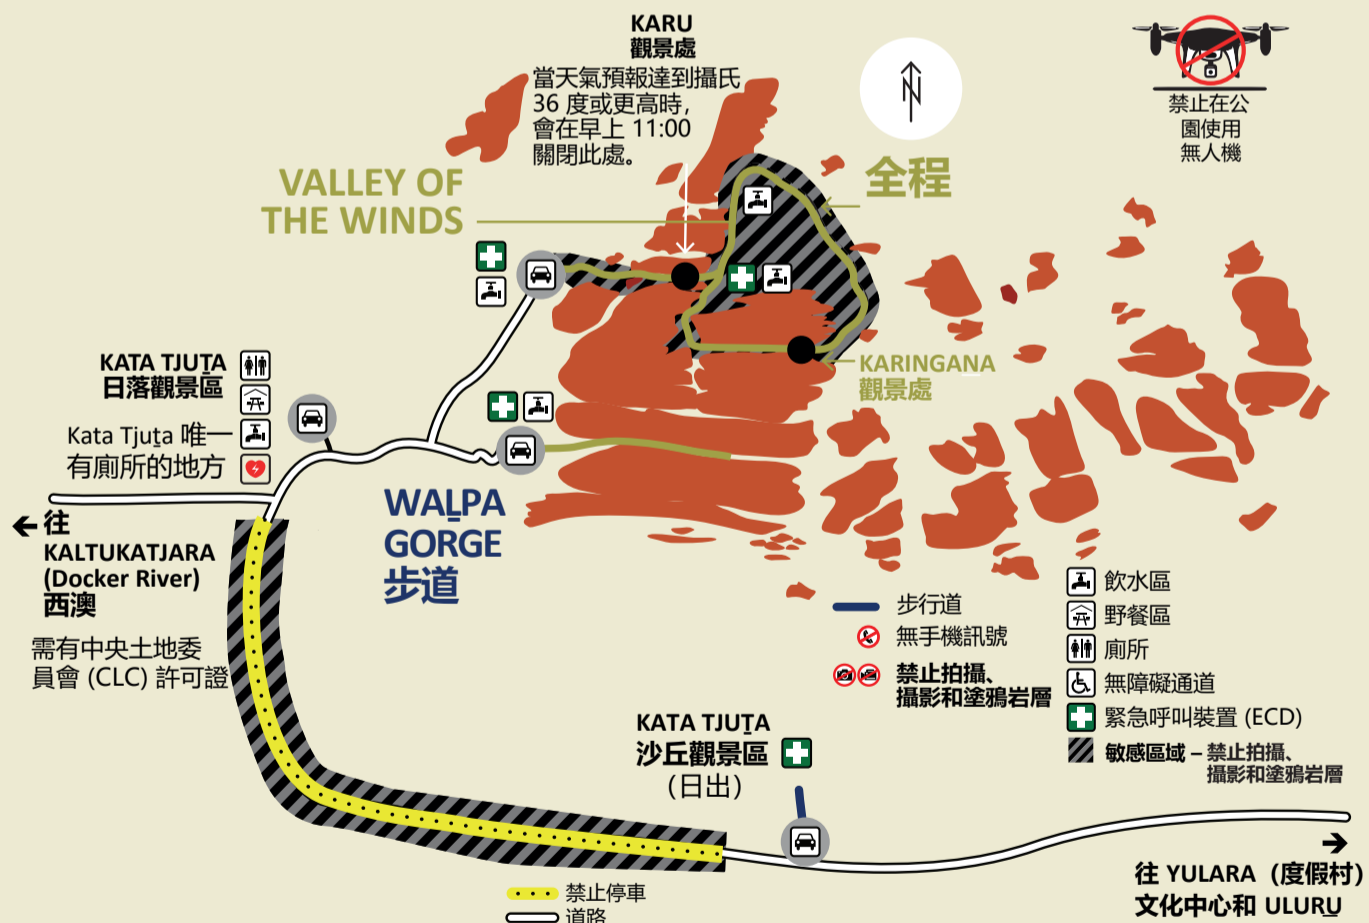 KARU
觀景處
當天氣預報達到攝氏
36 度或更高時，
會在早上 11:00
關閉此處。
N
禁止在公
園使用
無人機
VALLEY OF
THE WINDS
全程
KARINGANA
觀景處
KATA TJUṮA
日落觀景區
Kata Tjuṯa 唯一
有廁所的地方
WAḺPA
GORGE
步道
往
KALTUKATJARA
(Docker River)
西澳
需有中央土地委
員會 (CLC) 許可證
步行道
無手機訊號
禁止拍攝、
攝影和塗鴉岩層
飲水區
野餐區
廁所
無障礙通道
緊急呼叫裝置 (ECD)
敏感區域 – 禁止拍攝、
攝影和塗鴉岩層
KATA TJUṮA
沙丘觀景區
(日出)
往 YULARA（度假村）
文化中心和 ULURU̱
禁止停車
道路